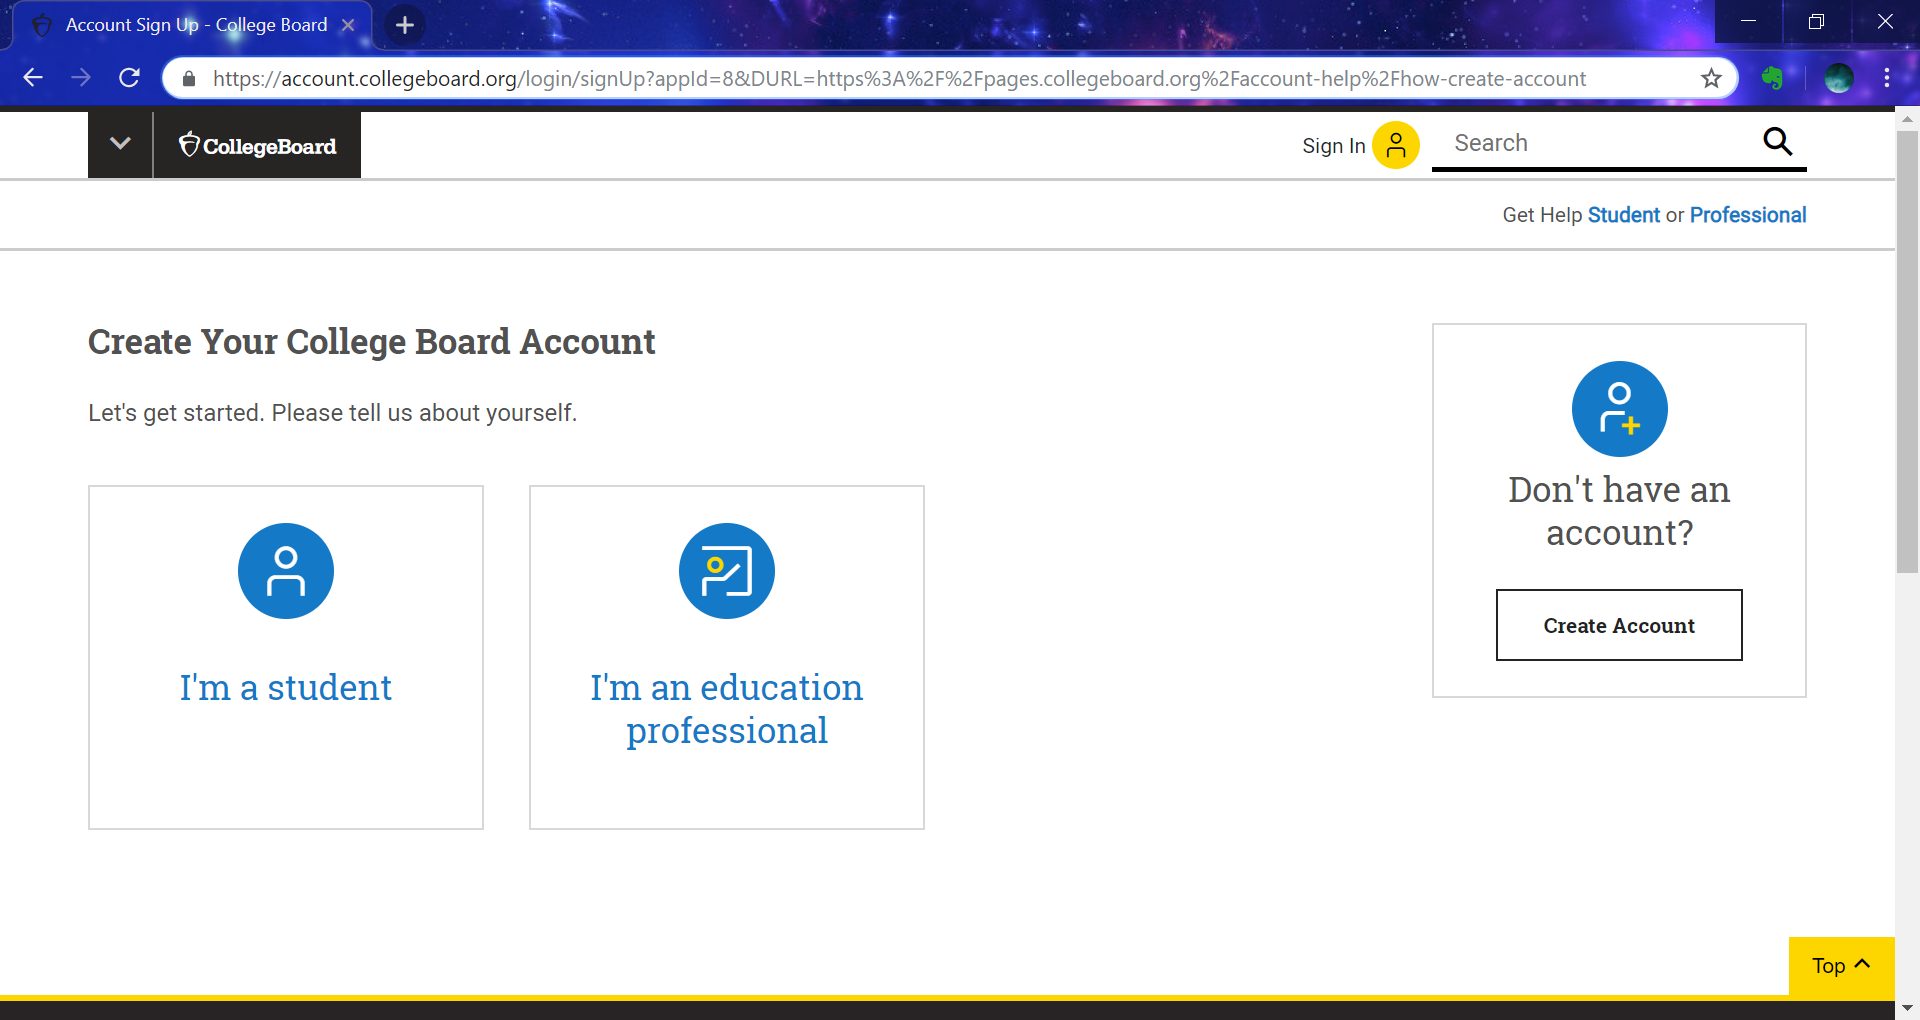 Account Sign Up - College Board
https://account.collegeboard.org/login/signUp?appId=8&DURL=https%3A%2F%2Fpages.collegeboard.org%2Faccount-help%2Fhow-create-account
CollegeBoard
Sign In
Search
Get Help Student or Professional
Create Your College Board Account
Let's get started. Please tell us about yourself.
I'm a student
I'm an education
professional
Don't have an
account?
Create Account
Top